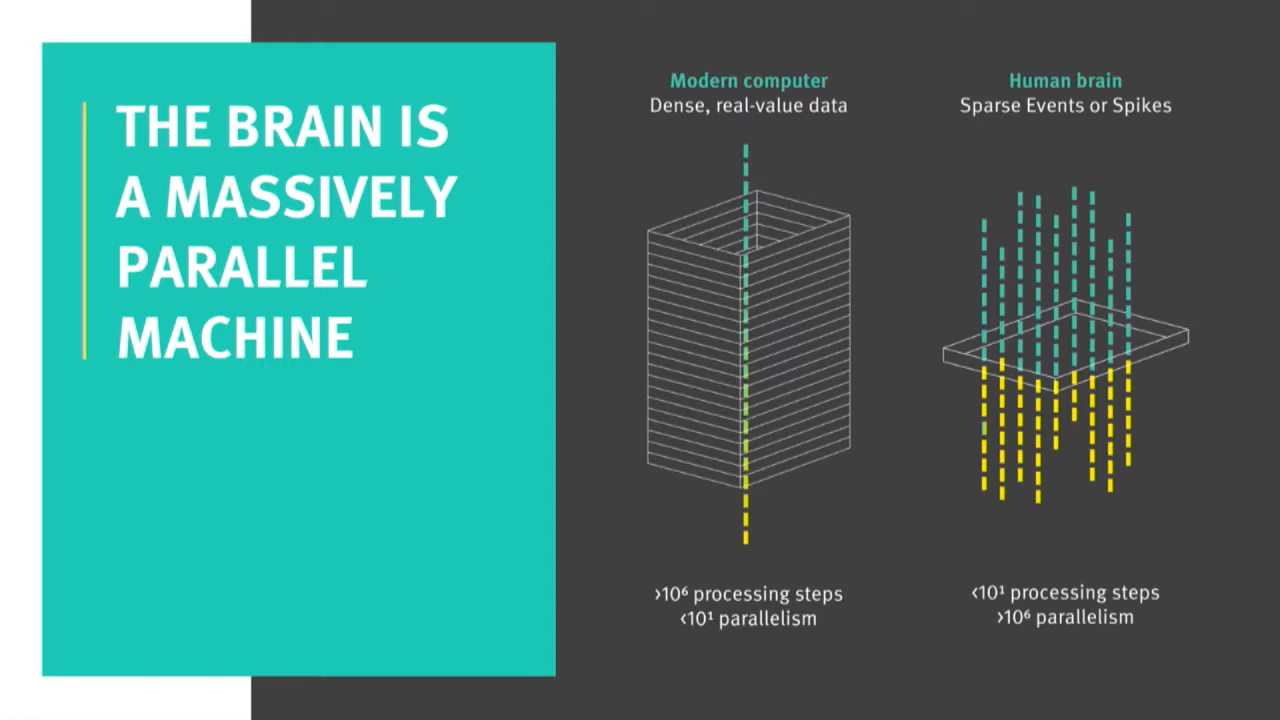 THE BRAIN IS
A MASSIVELY
PARALLEL
MACHINE
Modern computer
Dense, real-value data
>10⁶ processing steps
<10¹ parallelism
Human brain
Sparse Events or Spikes
<10¹ processing steps
>10⁶ parallelism